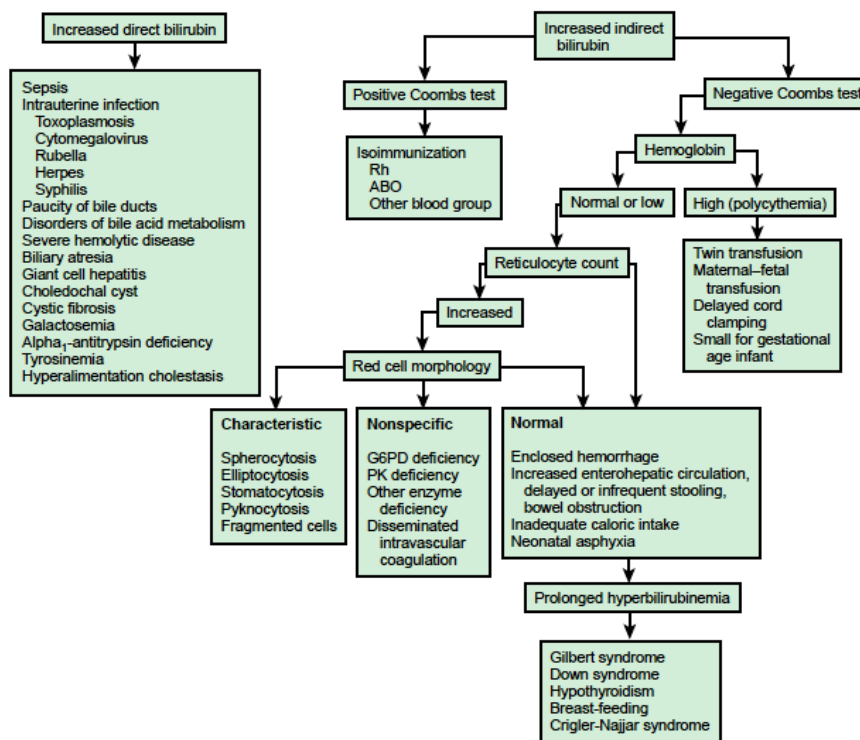 Increased direct bilirubin
Sepsis
Intrauterine infection
Toxoplasmosis
Cytomegalovirus
Rubella
Herpes
Syphilis
Paucity of bile ducts
Disorders of bile acid metabolism
Severe hemolytic disease
Biliary atresia
Giant cell hepatitis
Choledochal cyst
Cystic fibrosis
Galactosemia
Alpha₁-antitrypsin deficiency
Tyrosinemia
Hyperalimentation cholestasis
Increased indirect
bilirubin
Positive Coombs test
Negative Coombs test
Isoimmunization
Rh
ABO
Other blood group
Hemoglobin
Normal or low
High (polycythemia)
Twin transfusion
Maternal–fetal
transfusion
Delayed cord
clamping
Small for gestational
age infant
Reticulocyte count
Increased
Red cell morphology
Characteristic
Spherocytosis
Elliptocytosis
Stomatocytosis
Pyknocytosis
Fragmented cells
Nonspecific
G6PD deficiency
PK deficiency
Other enzyme
deficiency
Disseminated
intravascular
coagulation
Normal
Enclosed hemorrhage
Increased enterohepatic circulation,
delayed or infrequent stooling,
bowel obstruction
Inadequate caloric intake
Neonatal asphyxia
Prolonged hyperbilirubinemia
Gilbert syndrome
Down syndrome
Hypothyroidism
Breast-feeding
Crigler-Najjar syndrome